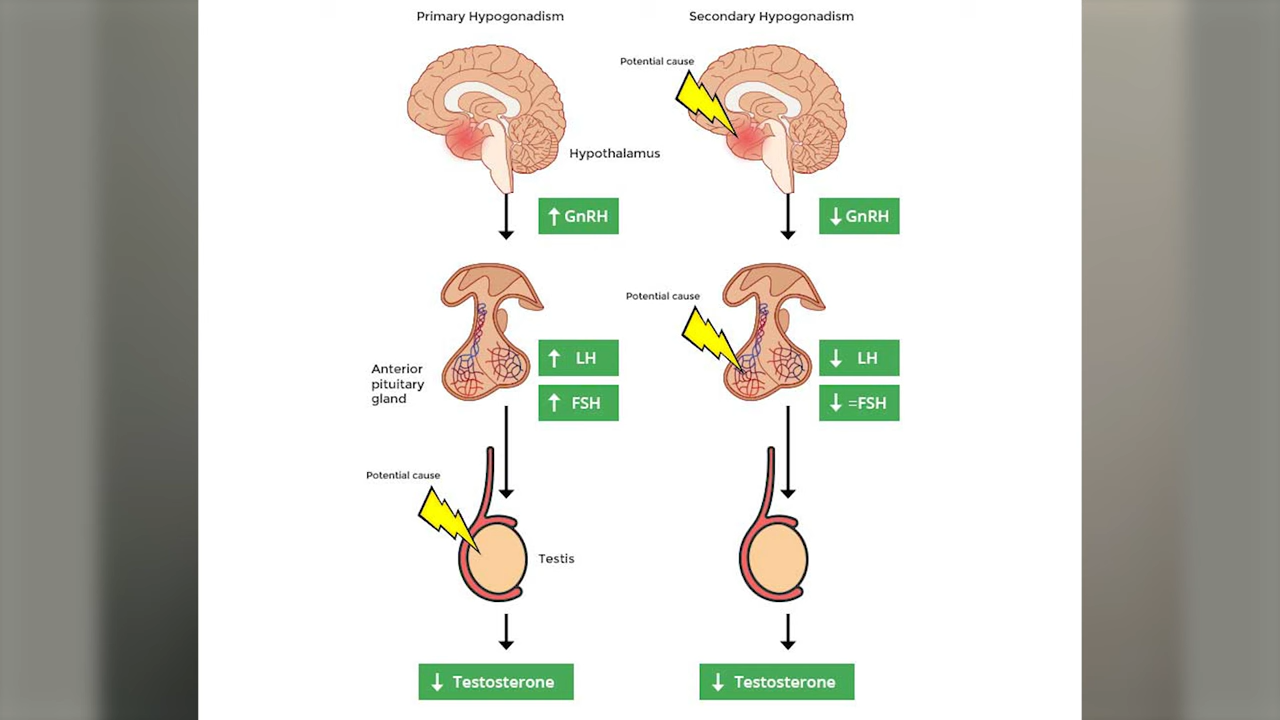 Primary Hypogonadism
Secondary Hypogonadism
Potential cause
Hypothalamus
↑ GnRH
↓ GnRH
Potential cause
Anterior
pituitary
gland
↑ LH
↑ FSH
↓ LH
↓ =FSH
Potential cause
Testis
↓ Testosterone
↓ Testosterone